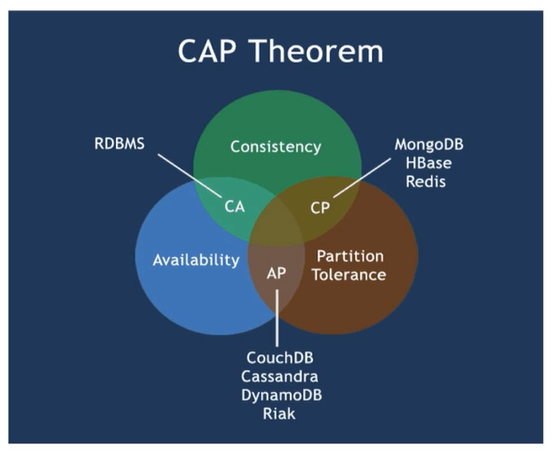 CAP Theorem
RDBMS
Consistency
MongoDB
HBase
Redis
CA
CP
Availability
Partition
Tolerance
AP
CouchDB
Cassandra
DynamoDB
Riak